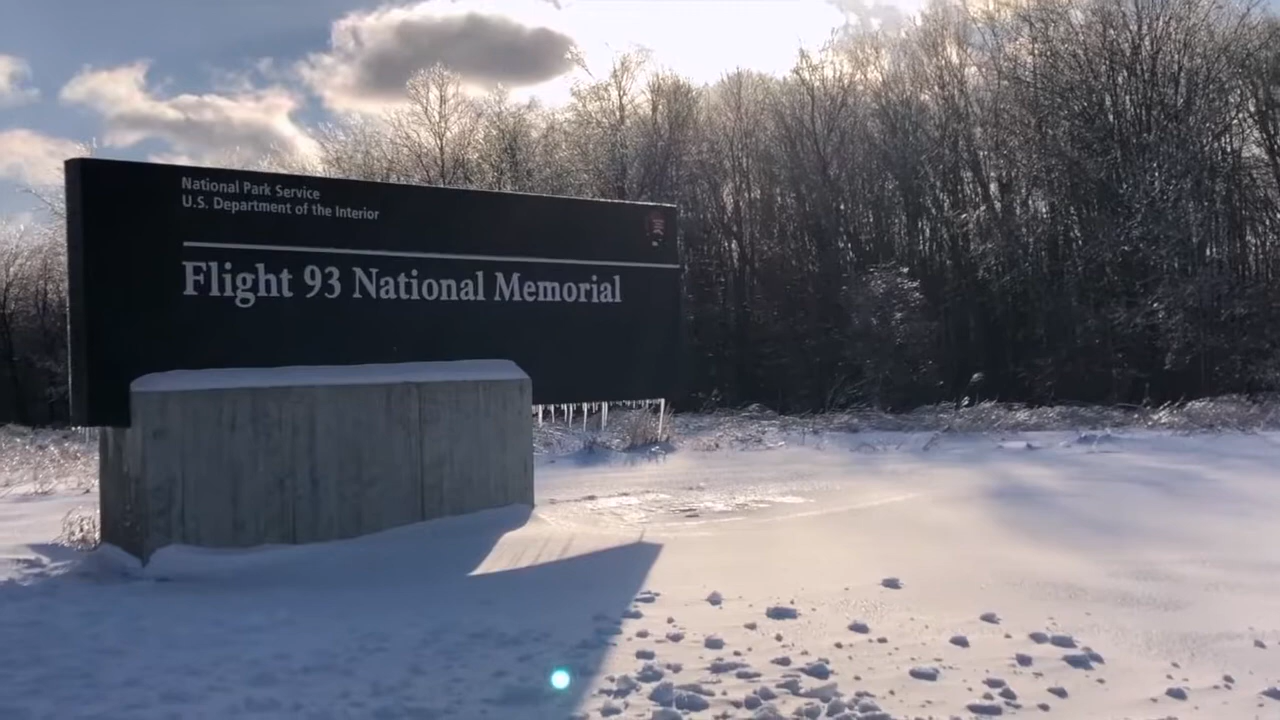 National Park Service
U.S. Department of the Interior
Flight 93 National Memorial